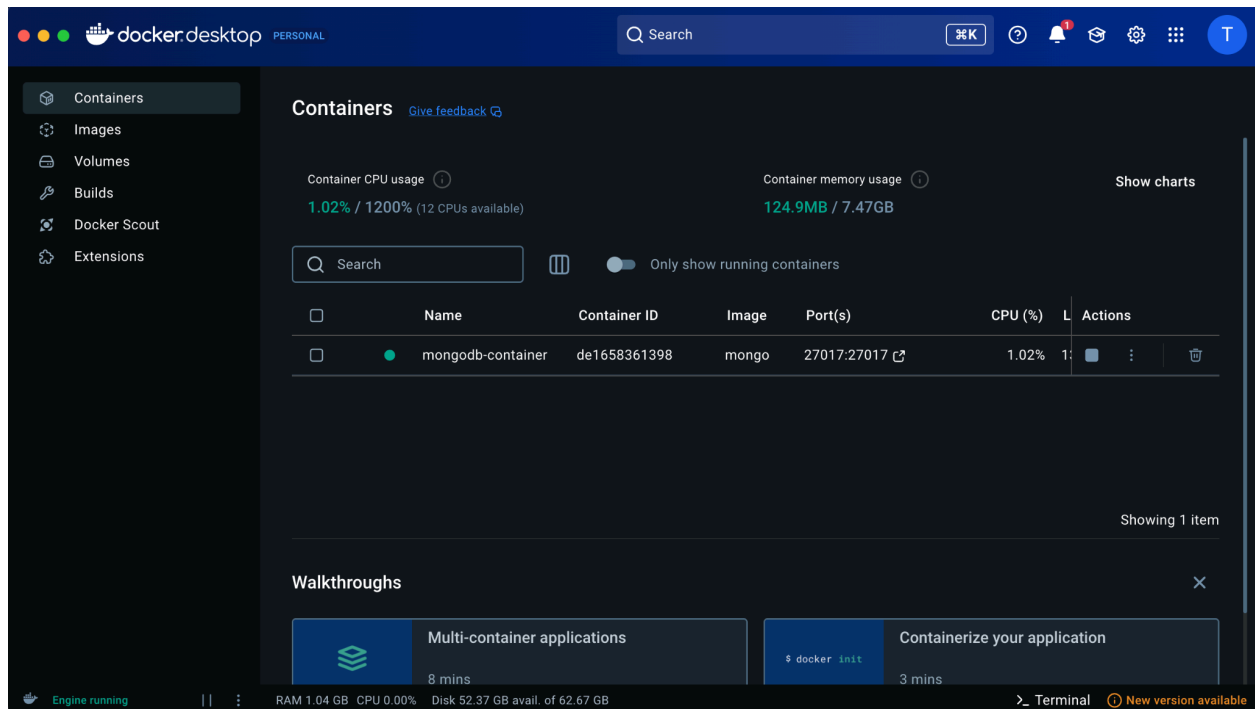 docker.desktop PERSONAL
Search
⌘K
1
T
Containers
Images
Volumes
Builds
Docker Scout
Extensions
Containers Give feedback
Container CPU usage
1.02% / 1200% (12 CPUs available)
Container memory usage
124.9MB / 7.47GB
Show charts
Search
Only show running containers
Name Container ID Image Port(s) CPU (%) L Actions
mongodb-container de1658361398 mongo 27017:27017 1.02%
Showing 1 item
Walkthroughs
Multi-container applications
8 mins
$ docker init
Containerize your application
3 mins
Engine running
RAM 1.04 GB CPU 0.00% Disk 52.37 GB avail. of 62.67 GB
>_ Terminal
New version available